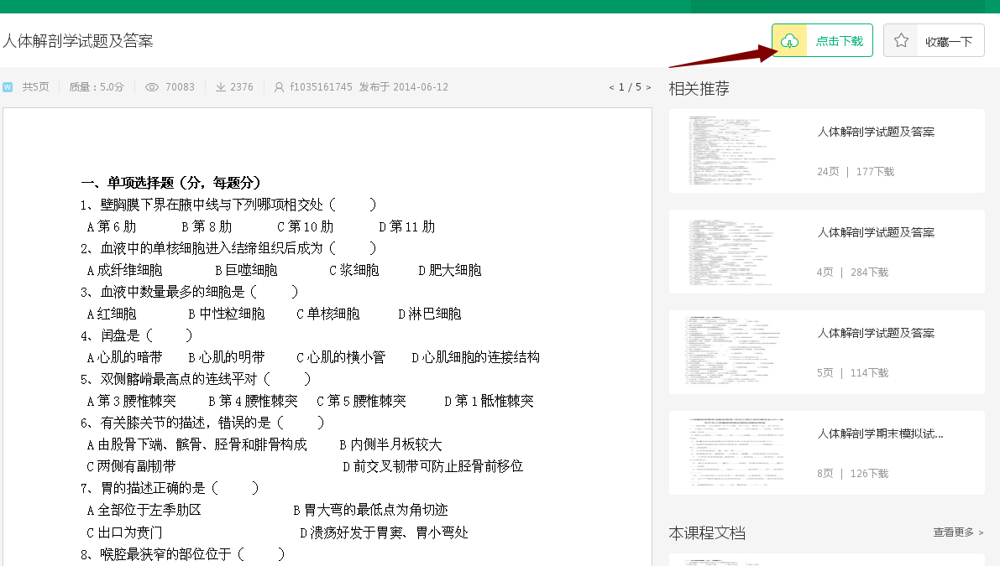 人体解剖学试题及答案
点击下载
收藏一下
W 共5页 质量：5.0分 70083 2376 f1035161745 发布于 2014-06-12 < 1 / 5 >
一、单项选择题（分，每题分）
1、壁胸膜下界在腋中线与下列哪项相交处（　　）
A 第 6 肋 B 第 8 肋 C 第 10 肋 D 第 11 肋
2、血液中的单核细胞进入结缔组织后成为（　　）
A 成纤维细胞 B 巨噬细胞 C 浆细胞 D 肥大细胞
3、血液中数量最多的细胞是（　　）
A 红细胞 B 中性粒细胞 C 单核细胞 D 淋巴细胞
4、闰盘是（　　）
A 心肌的暗带 B 心肌的明带 C 心肌的横小管 D 心肌细胞的连接结构
5、双侧髂嵴最高点的连线平对（　　）
A 第 3 腰椎棘突 B 第 4 腰椎棘突 C 第 5 腰椎棘突 D 第 1 骶椎棘突
6、有关膝关节的描述，错误的是（　　）
A 由股骨下端、髌骨、胫骨和腓骨构成 B 内侧半月板较大
C 两侧有副韧带 D 前交叉韧带可防止胫骨前移位
7、胃的描述正确的是（　　）
A 全部位于左季肋区 B 胃大弯的最低点为角切迹
C 出口为贲门 D 溃疡好发于胃窦、胃小弯处
8、喉腔最狭窄的部位位于（　　）
相关推荐
人体解剖学试题及答案
24页 | 177下载
人体解剖学试题及答案
4页 | 284下载
人体解剖学试题及答案
5页 | 114下载
人体解剖学期末模拟试...
8页 | 126下载
本课程文档
查看更多 >